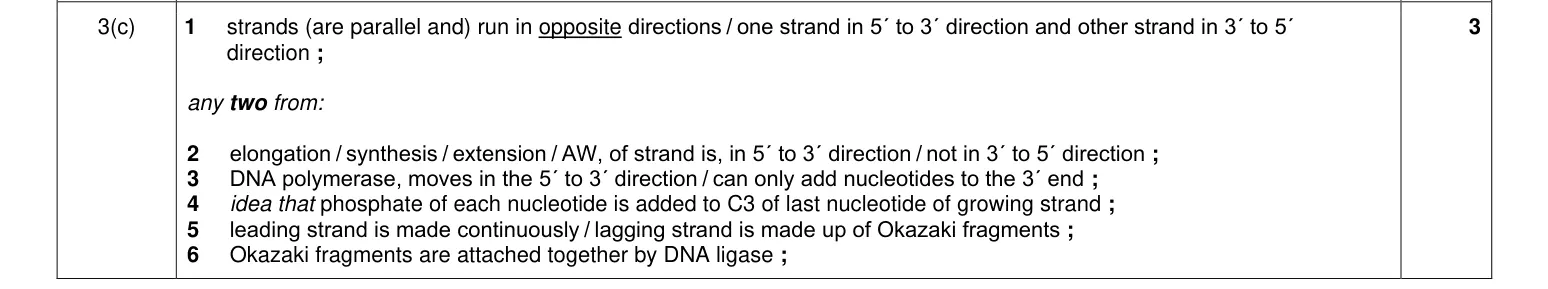 3(c) 1 strands (are parallel and) run in opposite directions / one strand in 5´ to 3´ direction and other strand in 3´ to 5´ 3
direction ;
any two from:
2 elongation / synthesis / extension / AW, of strand is, in 5´ to 3´ direction / not in 3´ to 5´ direction ;
3 DNA polymerase, moves in the 5´ to 3´ direction / can only add nucleotides to the 3´ end ;
4 idea that phosphate of each nucleotide is added to C3 of last nucleotide of growing strand ;
5 leading strand is made continuously / lagging strand is made up of Okazaki fragments ;
6 Okazaki fragments are attached together by DNA ligase ;